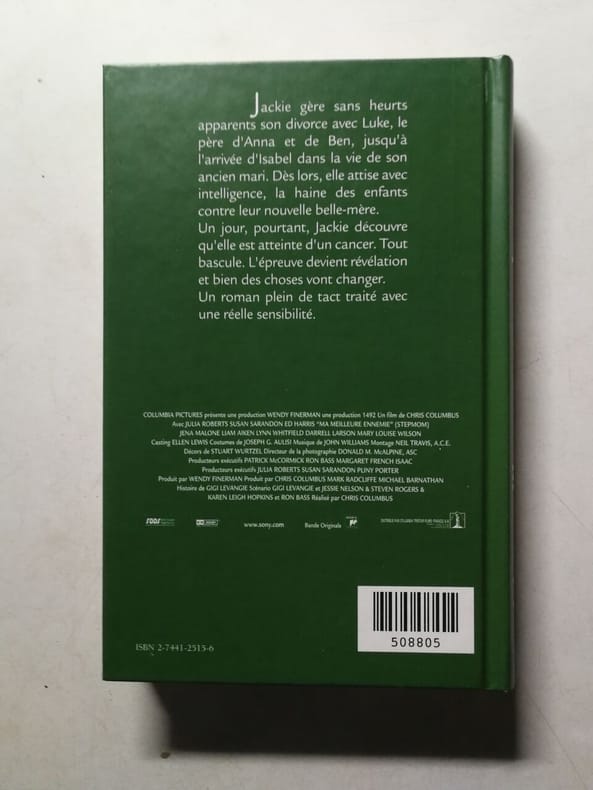 Jackie gère sans heurts
apparents son divorce avec Luke, le
père d'Anna et de Ben, jusqu'à
l'arrivée d'Isabel dans la vie de son
ancien mari. Dès lors, elle attise avec
intelligence, la haine des enfants
contre leur nouvelle belle-mère.
Un jour, pourtant, Jackie découvre
qu'elle est atteinte d'un cancer. Tout
bascule. L'épreuve devient révélation
et bien des choses vont changer.
Un roman plein de tact traité avec
une réelle sensibilité.
COLUMBIA PICTURES présente une production WENDY FINERMAN une production 1492 Un film de CHRIS COLUMBUS
Avec JULIA ROBERTS SUSAN SARANDON ED HARRIS "MA MEILLEURE ENNEMIE" (STEPMOM)
JENA MALONE LIAM AIKEN LYNN WHITFIELD DARRELL LARSON MARY LOUISE WILSON
Casting ELLEN LEWIS Costumes de JOSEPH G. AULISI Musique de JOHN WILLIAMS Montage NEIL TRAVIS, A.C.E.
Décors de STUART WURTZEL Directeur de la photographie DONALD M. McALPINE, ASC
Producteurs exécutifs PATRICK McCORMICK RON BASS MARGARET FRENCH ISAAC
Producteurs exécutifs JULIA ROBERTS SUSAN SARANDON PLINY PORTER
Produit par WENDY FINERMAN Produit par CHRIS COLUMBUS MARK RADCLIFFE MICHAEL BARNATHAN
Histoire de GIGI LEVANGIE Scénario GIGI LEVANGIE et JESSIE NELSON & STEVEN ROGERS &
KAREN LEIGH HOPKINS et RON BASS Réalisé par CHRIS COLUMBUS
SDDS www.sony.com Bande Originale
508805
ISBN 2-7441-2515-6